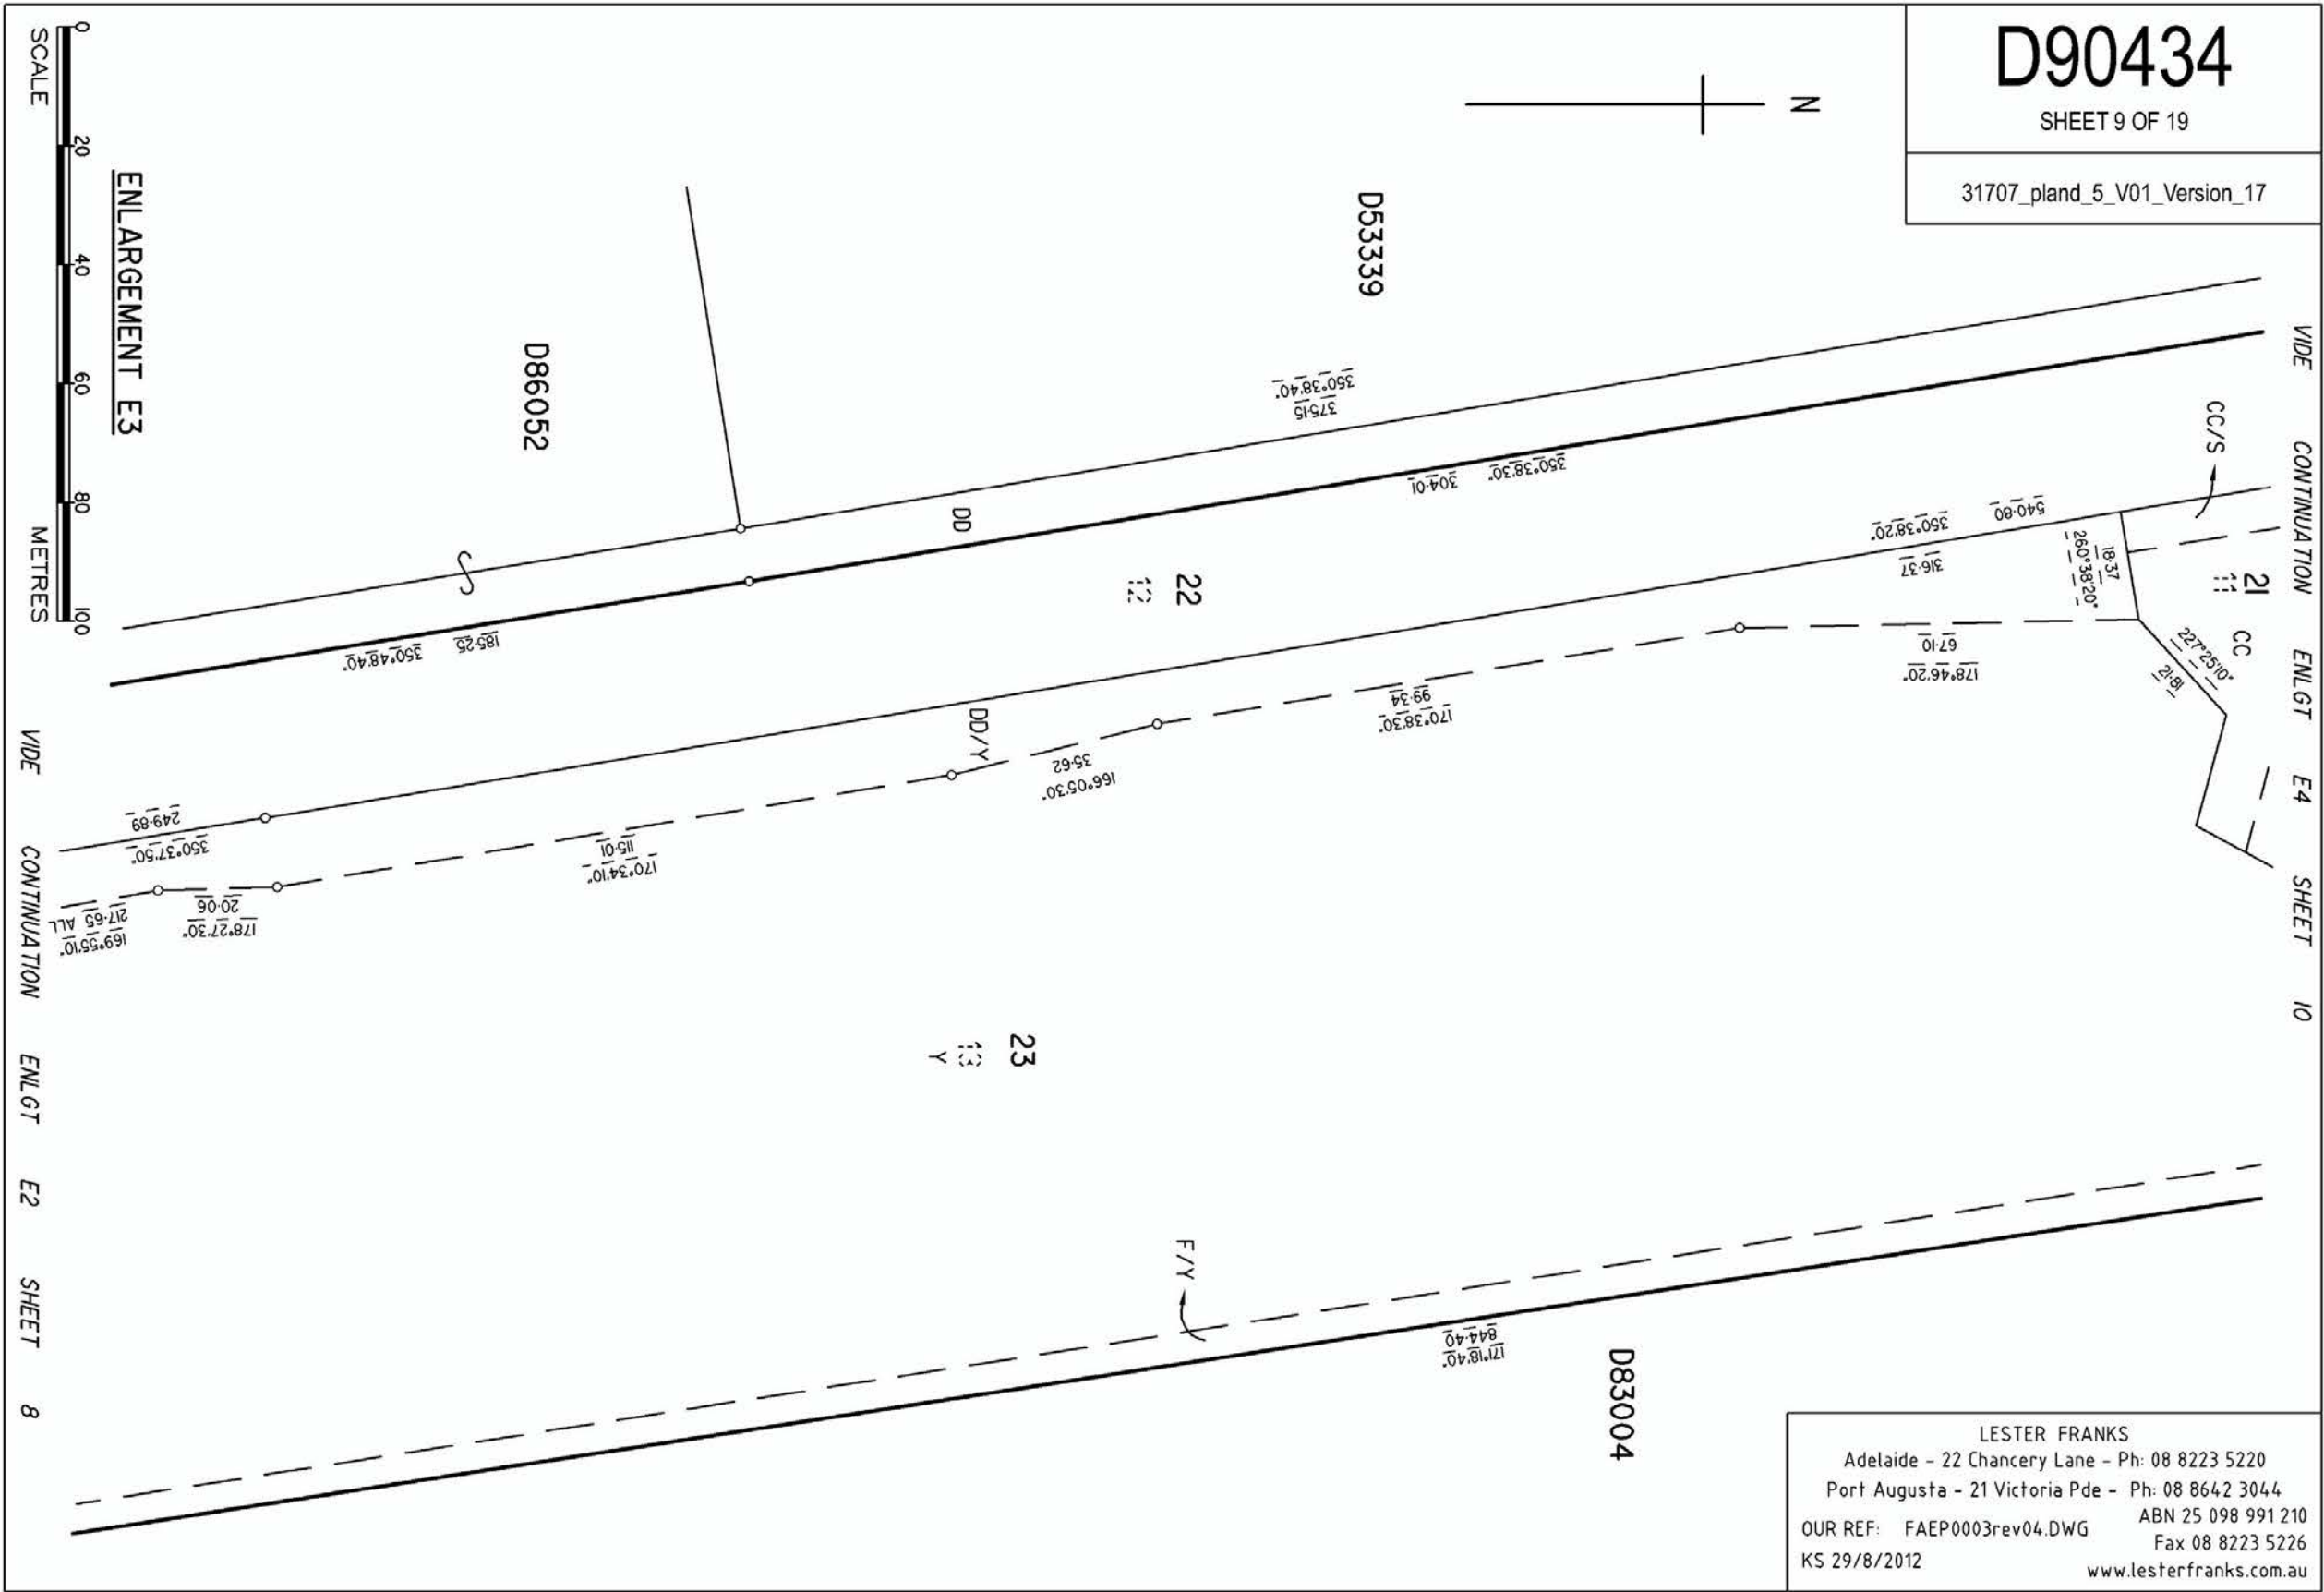 D90434
SHEET 9 OF 19
31707_pland_5_V01_Version_17
N
0 20 40 60 80 100
SCALE METRES
ENLARGEMENT E3
D86052
D53339
350°38'40"
375·15
350°38'30"
304·01
350°48'40"
185·25
DD
22
12
CC/S
540·80
350°38'20"
316·37
18·37
260°38'20"
21
11
CC
227°25'10"
21·81
67·10
178°46'20"
99·34
170°38'30"
DD/Y
35·62
166°05'30"
115·01
170°34'10"
249·89
350°37'50"
20·06
178°27'30"
217·65 ALL
169°55'10"
23
13
Y
F/Y
844·40
171°18'40"
D83004
VIDE CONTINUATION ENLGT E4 SHEET 10
VIDE CONTINUATION ENLGT E2 SHEET 8
LESTER FRANKS
Adelaide - 22 Chancery Lane - Ph: 08 8223 5220
Port Augusta - 21 Victoria Pde - Ph: 08 8642 3044
ABN 25 098 991 210
OUR REF: FAEP0003rev04.DWG
Fax 08 8223 5226
KS 29/8/2012
www.lesterfranks.com.au